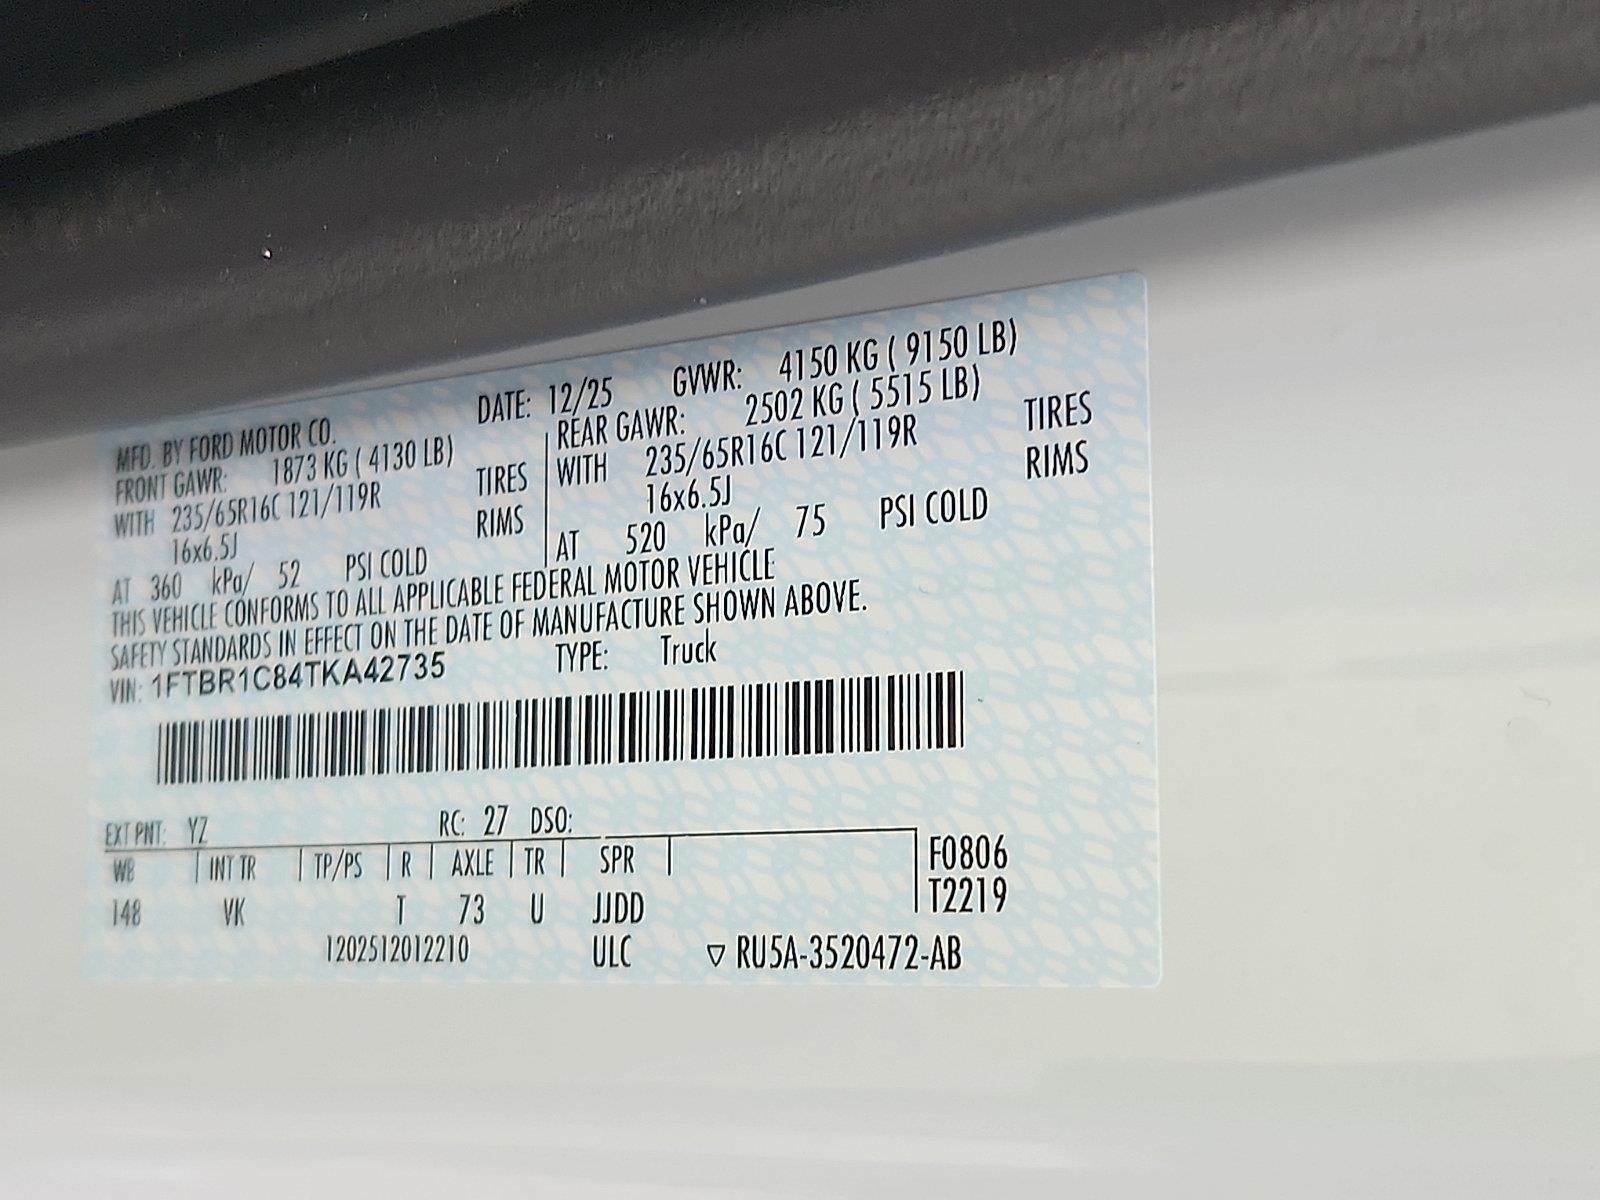 MFD. BY FORD MOTOR CO. DATE: 12/25 GVWR: 4150 KG ( 9150 LB)
FRONT GAWR: 1873 KG ( 4130 LB) REAR GAWR: 2502 KG ( 5515 LB)
WITH 235/65R16C 121/119R TIRES WITH 235/65R16C 121/119R TIRES
16x6.5J RIMS 16x6.5J RIMS
AT 360 kPa/ 52 PSI COLD AT 520 kPa/ 75 PSI COLD
THIS VEHICLE CONFORMS TO ALL APPLICABLE FEDERAL MOTOR VEHICLE
SAFETY STANDARDS IN EFFECT ON THE DATE OF MANUFACTURE SHOWN ABOVE.
VIN: 1FTBR1C84TKA42735 TYPE: Truck
EXT PNT: YZ RC: 27 DSO:
WB INT TR TP/PS R AXLE TR SPR F0806
148 VK T 73 U JJDD T2219
1202512012210 ULC ▽ RU5A-3520472-AB